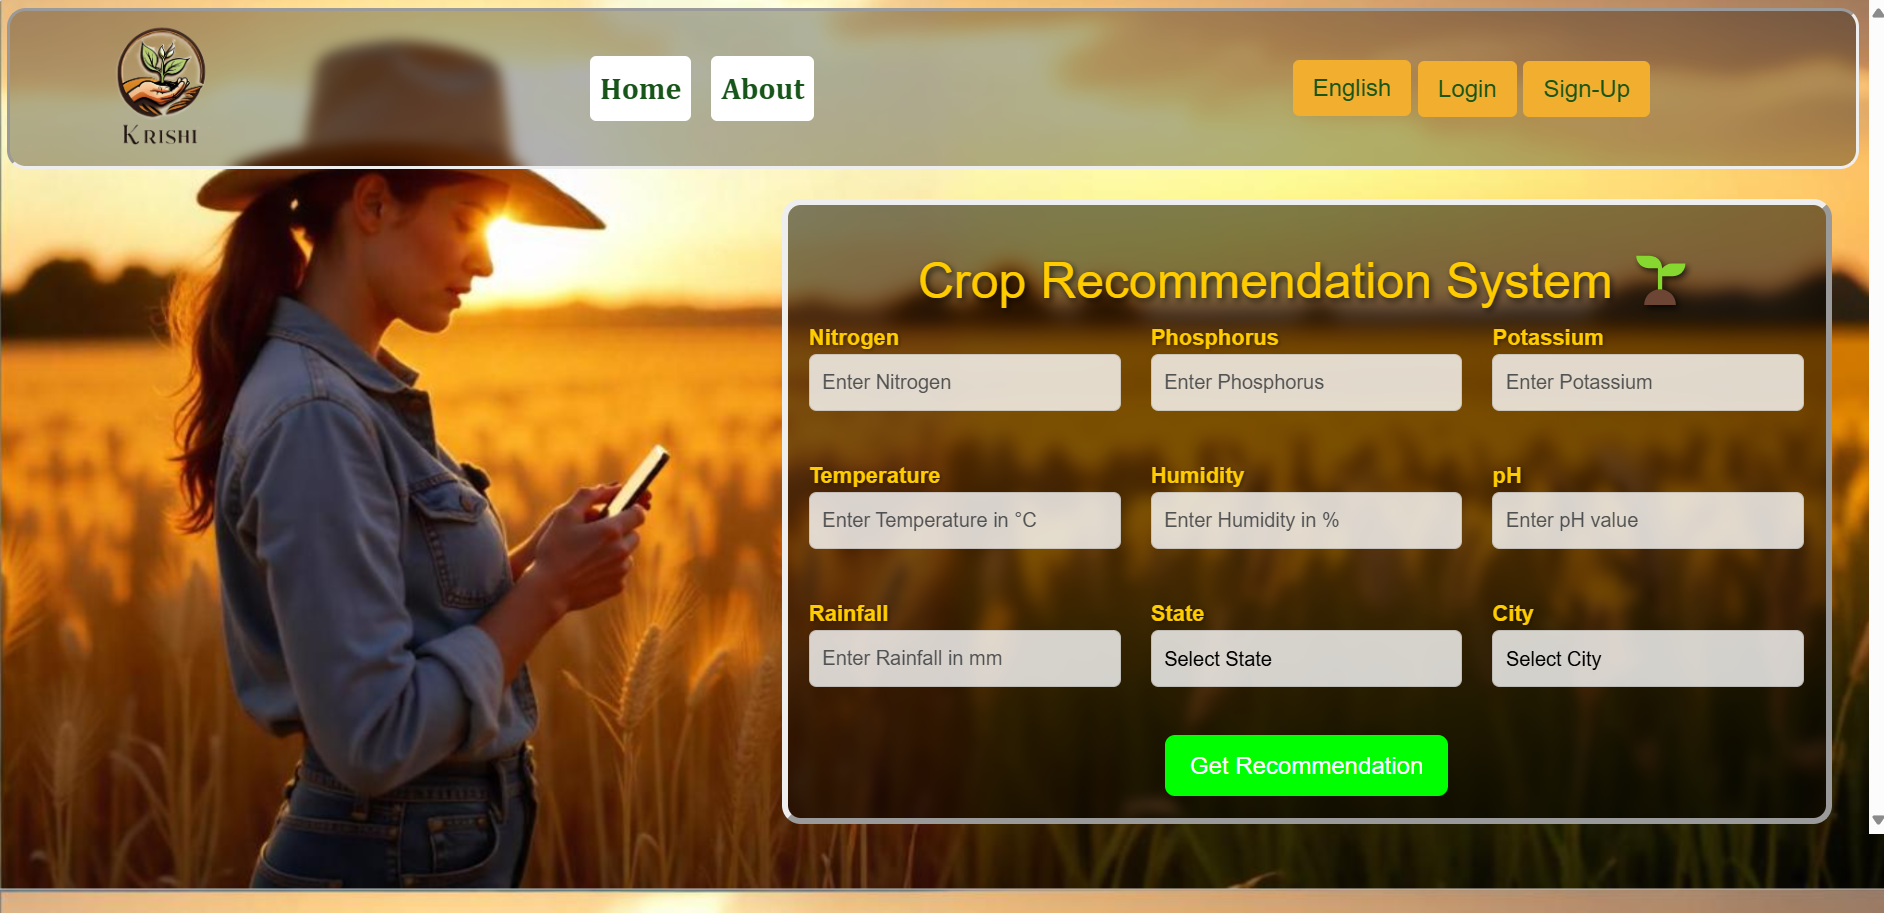 KRISHI
Home About
English Login Sign-Up
Crop Recommendation System
Nitrogen Phosphorus Potassium
Enter Nitrogen Enter Phosphorus Enter Potassium
Temperature Humidity pH
Enter Temperature in °C Enter Humidity in % Enter pH value
Rainfall State City
Enter Rainfall in mm Select State Select City
Get Recommendation